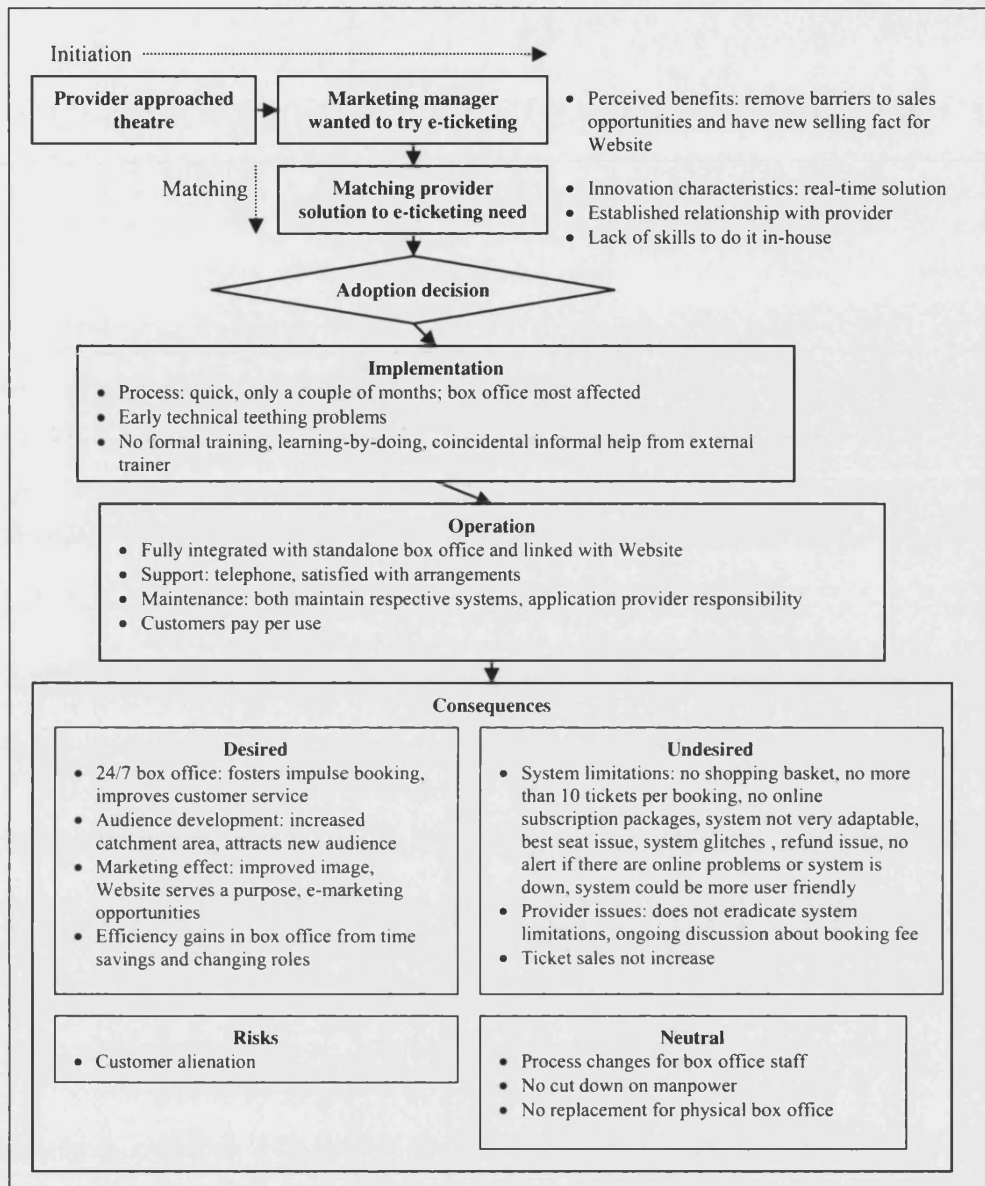 Initiation
Provider approached
theatre
Marketing manager
wanted to try e-ticketing
• Perceived benefits: remove barriers to sales
opportunities and have new selling fact for
Website
Matching
Matching provider
solution to e-ticketing need
• Innovation characteristics: real-time solution
• Established relationship with provider
• Lack of skills to do it in-house
Adoption decision
Implementation
• Process: quick, only a couple of months; box office most affected
• Early technical teething problems
• No formal training, learning-by-doing, coincidental informal help from external
trainer
Operation
• Fully integrated with standalone box office and linked with Website
• Support: telephone, satisfied with arrangements
• Maintenance: both maintain respective systems, application provider responsibility
• Customers pay per use
Consequences
Desired
• 24/7 box office: fosters impulse booking,
improves customer service
• Audience development: increased
catchment area, attracts new audience
• Marketing effect: improved image,
Website serves a purpose, e-marketing
opportunities
• Efficiency gains in box office from time
savings and changing roles
Undesired
• System limitations: no shopping basket, no more
than 10 tickets per booking, no online
subscription packages, system not very adaptable,
best seat issue, system glitches , refund issue, no
alert if there are online problems or system is
down, system could be more user friendly
• Provider issues: does not eradicate system
limitations, ongoing discussion about booking fee
• Ticket sales not increase
Risks
• Customer alienation
Neutral
• Process changes for box office staff
• No cut down on manpower
• No replacement for physical box office